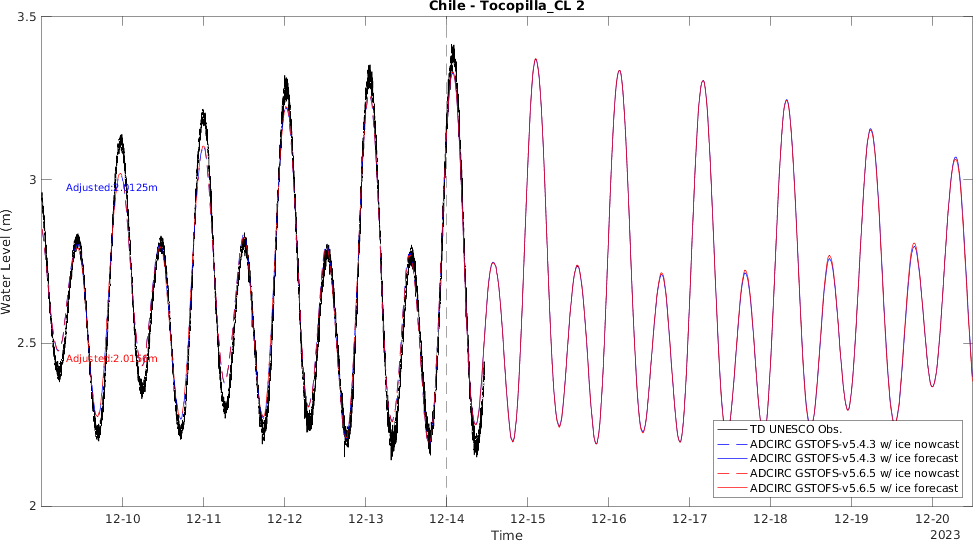 Chile - Tocopilla_CL 2
3.5
3
2.5
2
Water Level (m)
Adjusted:2.0125m
TD UNESCO Obs.
ADCIRC GSTOFS-v5.4.3 w/ ice nowcast
ADCIRC GSTOFS-v5.4.3 w/ ice forecast
ADCIRC GSTOFS-v5.6.5 w/ ice nowcast
ADCIRC GSTOFS-v5.6.5 w/ ice forecast
12-10 12-11 12-12 12-13 12-14 12-15 12-16 12-17 12-18 12-19 12-20
Time
2023